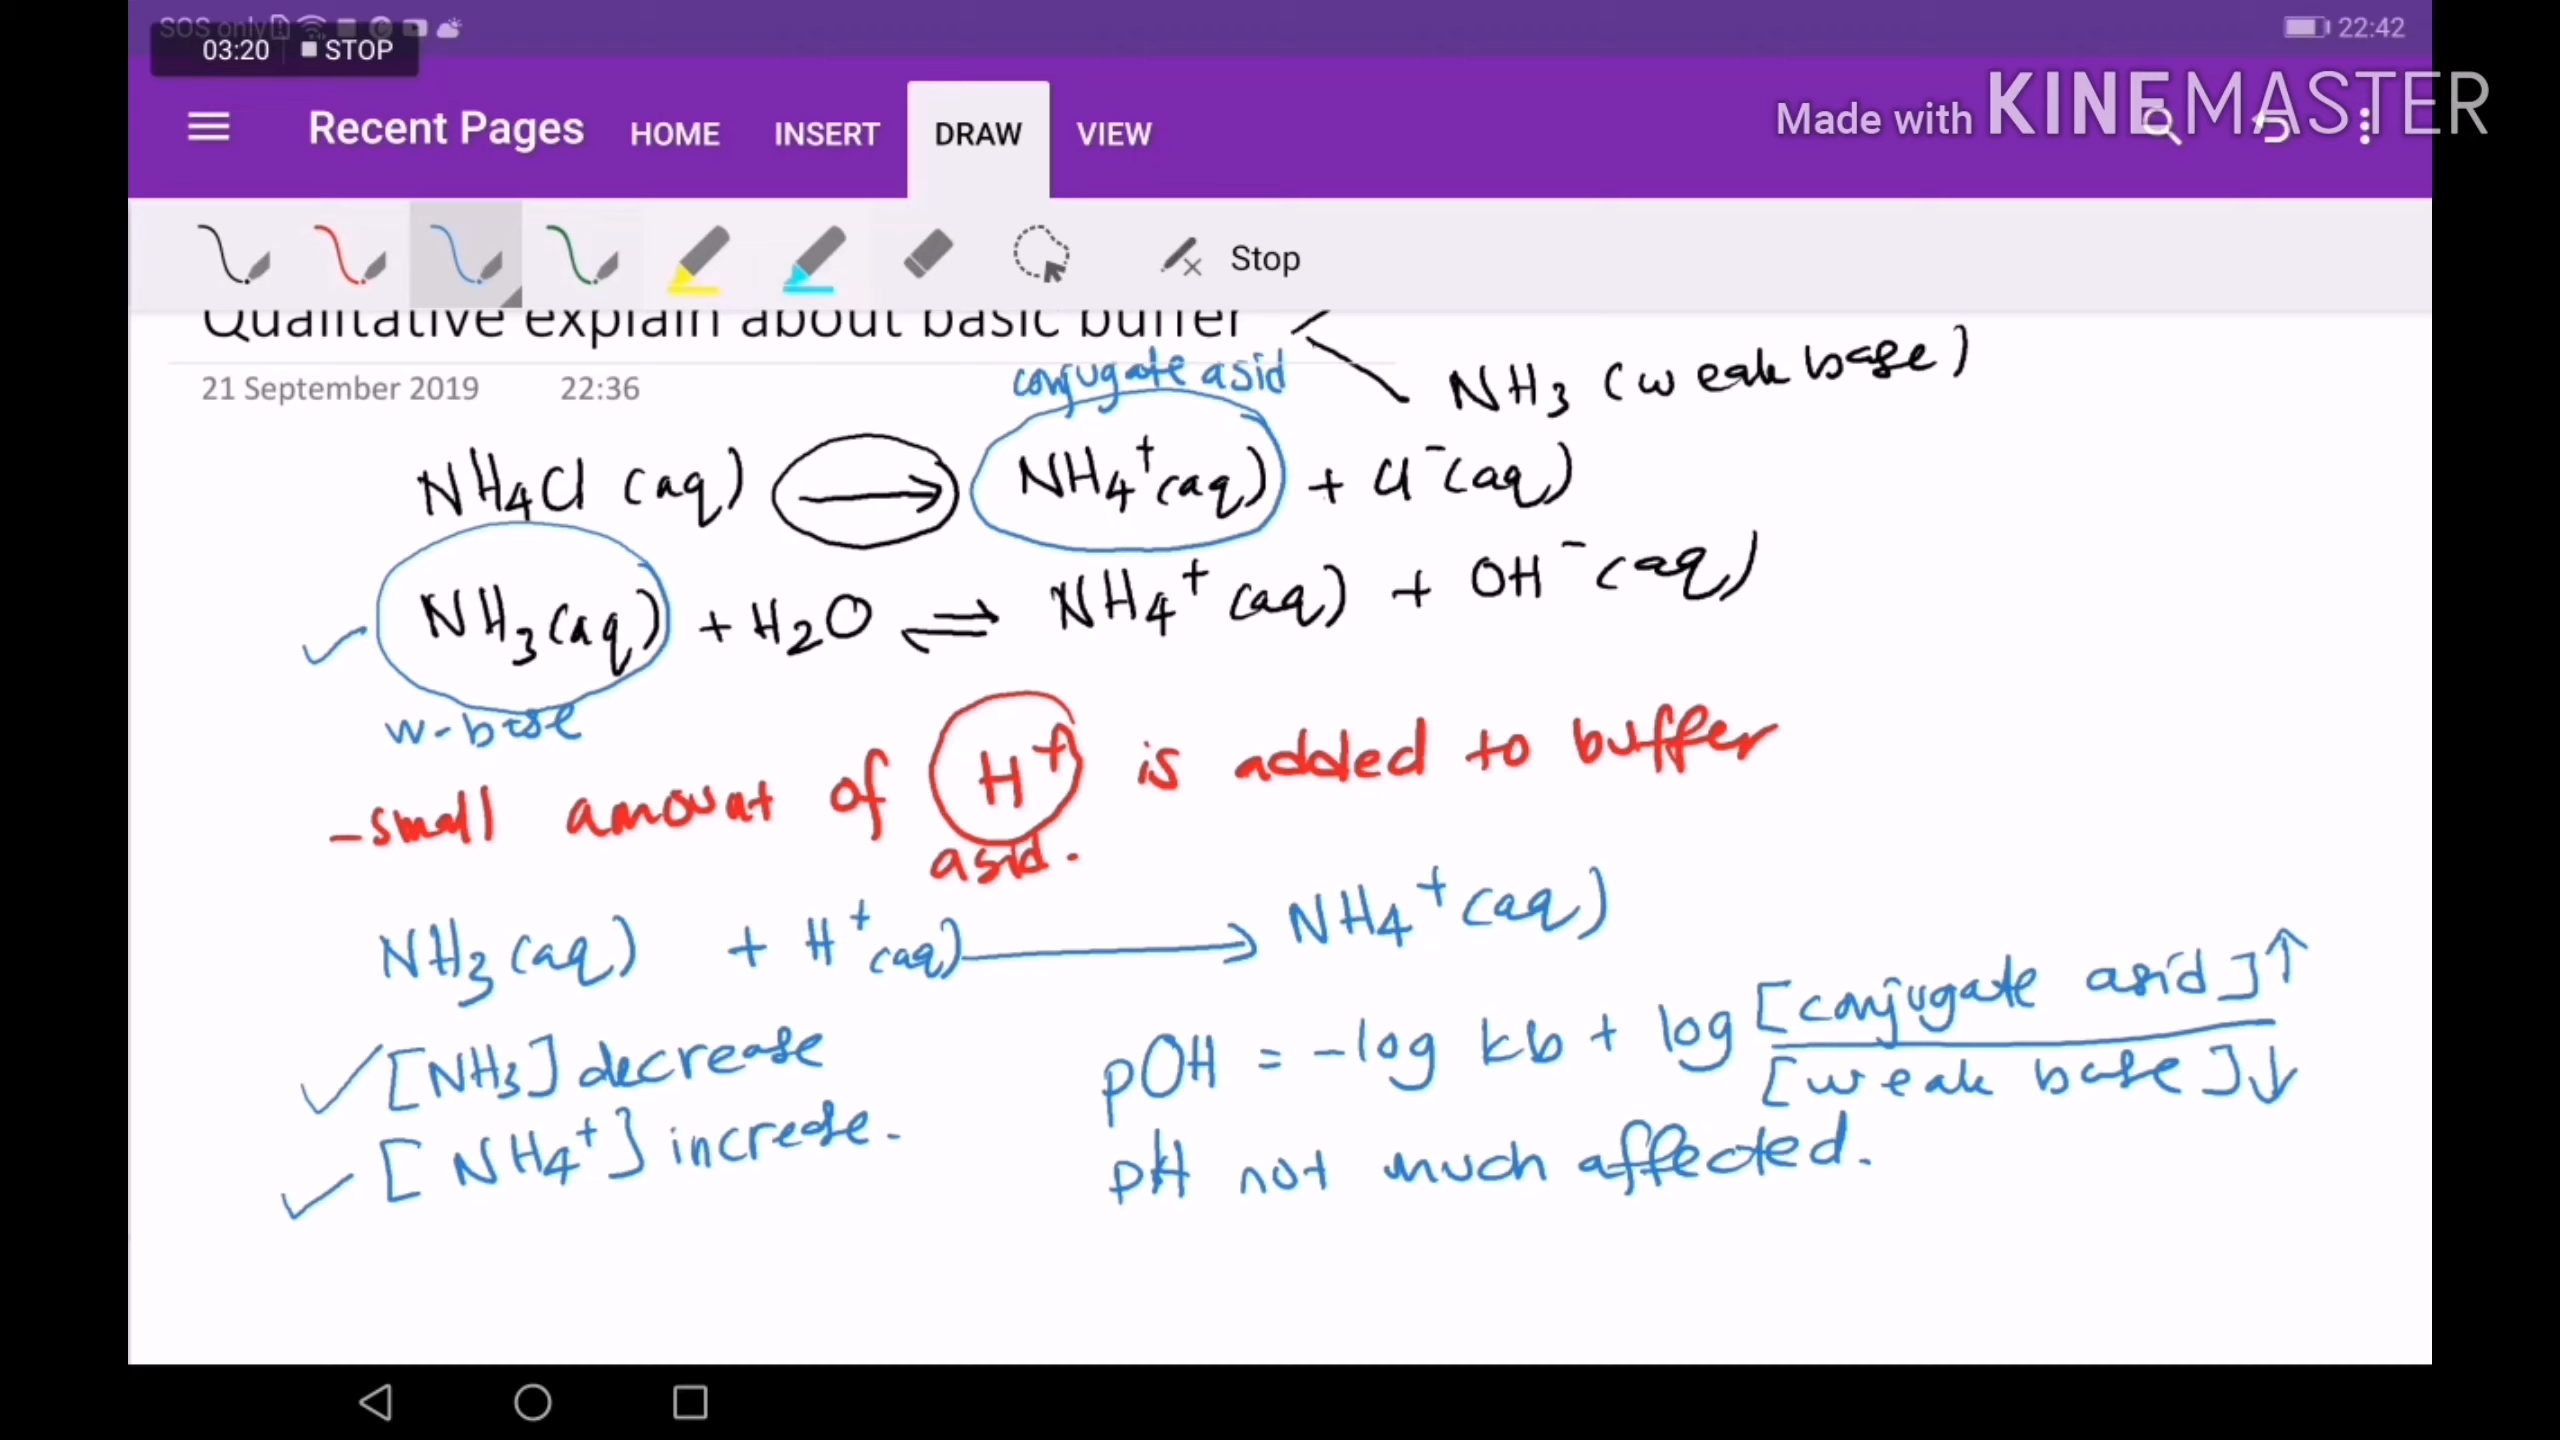 SOS only 22:42
03:20 STOP
Made with KINEMASTER
Recent Pages HOME INSERT DRAW VIEW
Stop
Qualitative explain about basic buffer
21 September 2019 22:36
NH3 (weak base)
conjugate asid
NH4Cl (aq) → NH4+ (aq) + Cl- (aq)
NH3 (aq) + H2O ⇌ NH4+ (aq) + OH- (aq)
w-base
- small amount of H+ is added to buffer
asid.
NH3 (aq) + H+ (aq) → NH4+ (aq)
[NH3] decrease
[NH4+] increase.
pOH = -log kb + log [conjugate asid] ↑
[weak base] ↓
pH not much affected.